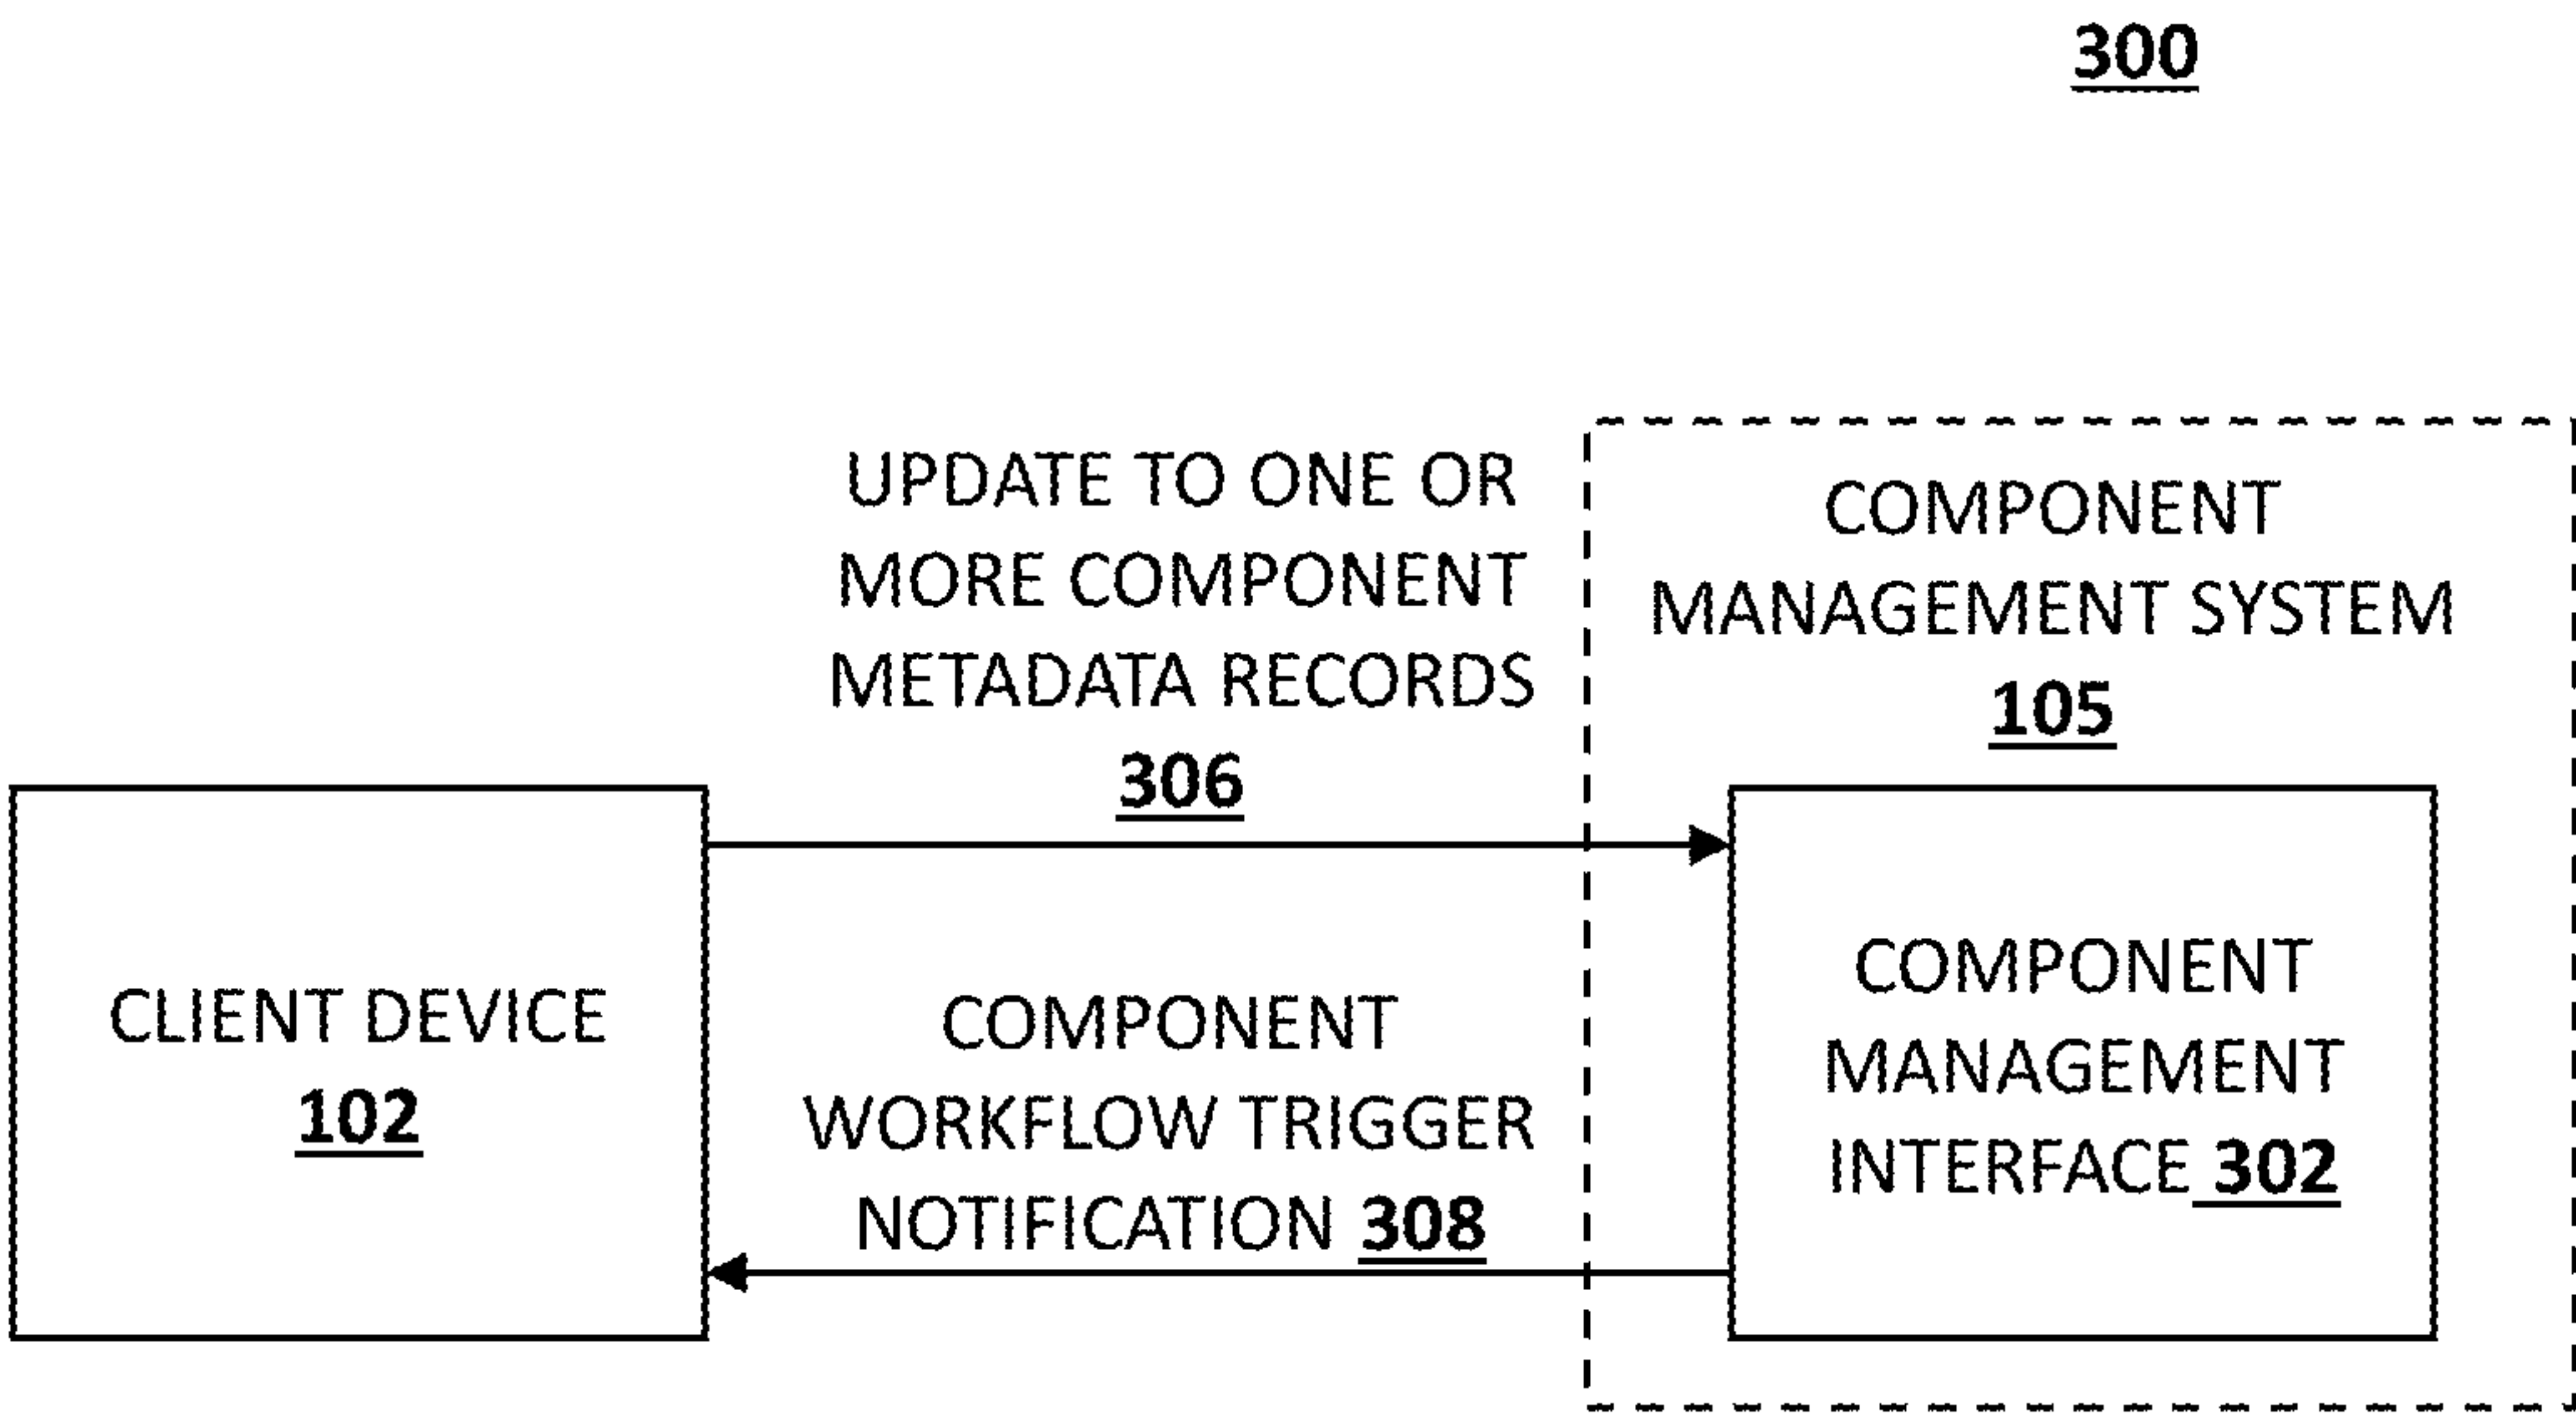 300
UPDATE TO ONE OR
MORE COMPONENT
METADATA RECORDS
306
COMPONENT
MANAGEMENT SYSTEM
105
CLIENT DEVICE
102
COMPONENT
WORKFLOW TRIGGER
NOTIFICATION 308
COMPONENT
MANAGEMENT
INTERFACE 302